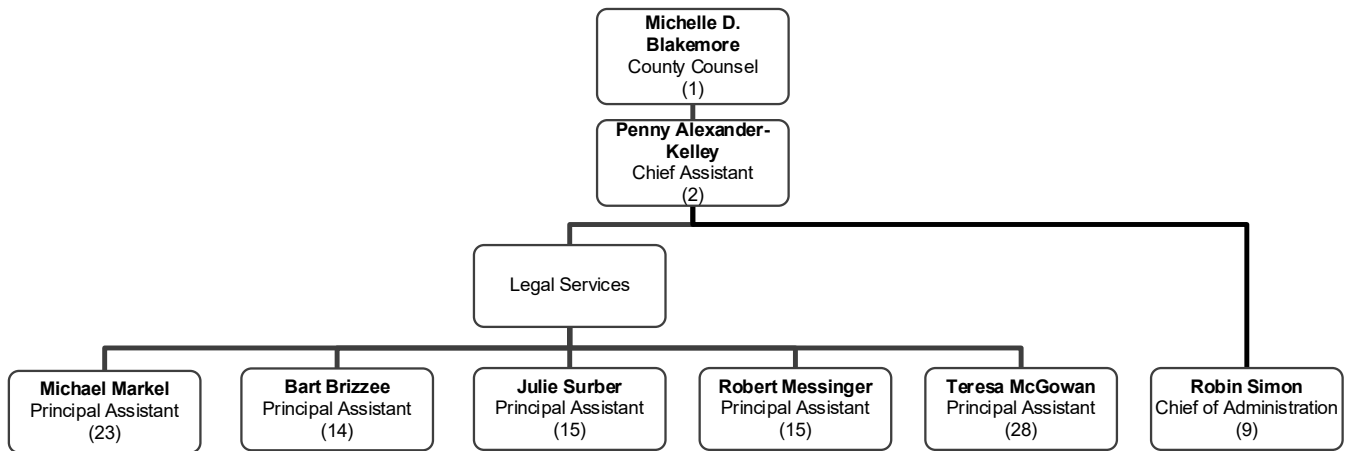 Michelle D.
Blakemore
County Counsel
(1)
Penny Alexander-
Kelley
Chief Assistant
(2)
Legal Services
Michael Markel
Principal Assistant
(23)
Bart Brizzee
Principal Assistant
(14)
Julie Surber
Principal Assistant
(15)
Robert Messinger
Principal Assistant
(15)
Teresa McGowan
Principal Assistant
(28)
Robin Simon
Chief of Administration
(9)